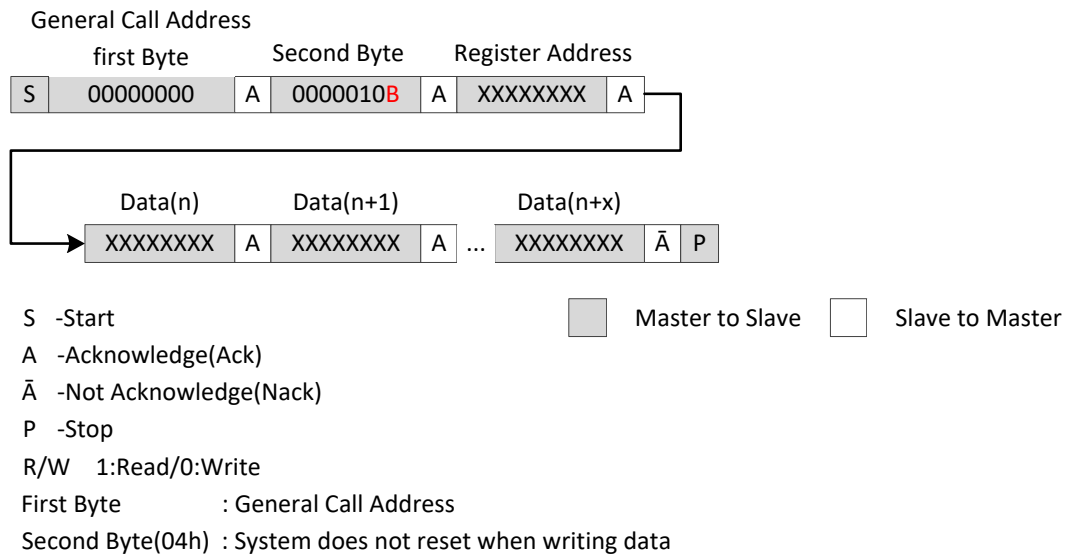 General Call Address
first Byte Second Byte Register Address
S 00000000 A 0000010B A XXXXXXXX A
Data(n) Data(n+1) Data(n+x)
XXXXXXXX A XXXXXXXX A ... XXXXXXXX Ā P
S -Start Master to Slave Slave to Master
A -Acknowledge(Ack)
Ā -Not Acknowledge(Nack)
P -Stop
R/W 1:Read/0:Write
First Byte : General Call Address
Second Byte(04h) : System does not reset when writing data